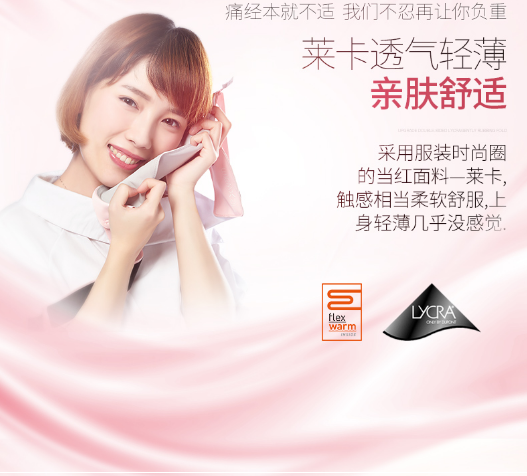 痛经本就不适 我们不忍再让你负重
莱卡透气轻薄
亲肤舒适
采用服装时尚圈
的当红面料—莱卡,
触感相当柔软舒服,上
身轻薄几乎没感觉.
flex
warm
inside
LYCRA